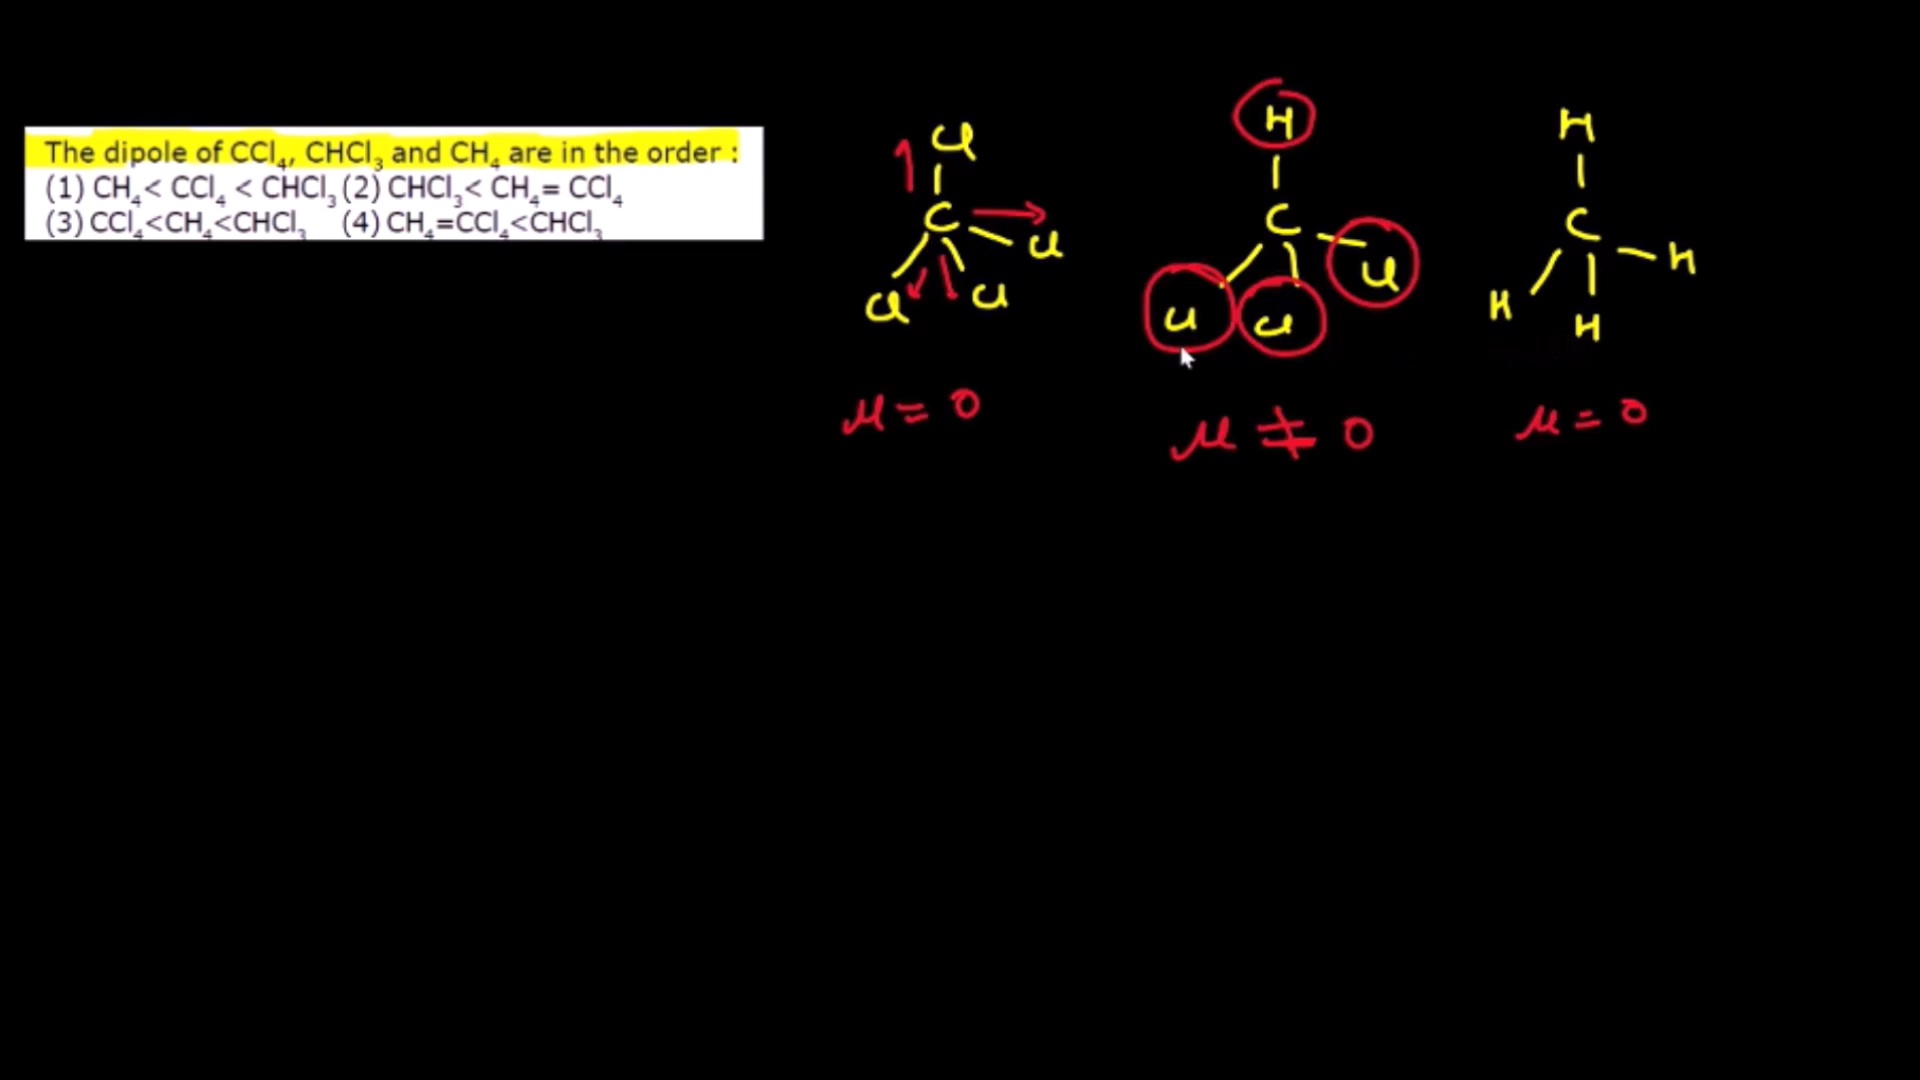 The dipole of CCl₄, CHCl₃ and CH₄ are in the order :
(1) CH₄< CCl₄ < CHCl₃ (2) CHCl₃< CH₄= CCl₄
(3) CCl₄<CH₄<CHCl₃ (4) CH₄=CCl₄<CHCl₃
Cl
C
Cl
Cl
Cl
μ = 0
H
C
Cl
Cl
Cl
μ ≠ 0
H
C
H
H
H
μ = 0